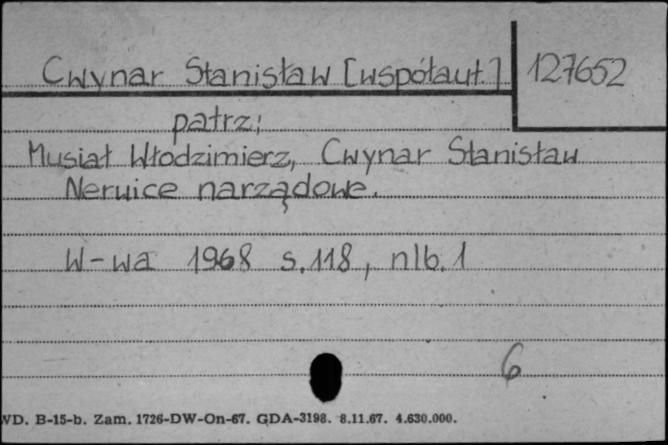 Cwynar Stanisław [współaut.] 127652
patrz:
Musiał Włodzimierz, Cwynar Stanisław
Nerwice narządowe.
W-wa 1968 s.118, nlb.1
6
WD. B-15-b. Zam. 1726-DW-On-67. GDA-3198. 8.11.67. 4.630.000.